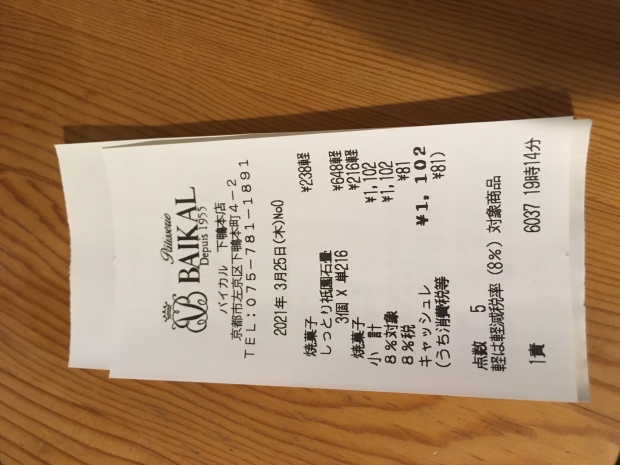 Pâtisserie
BAIKAL
Depuis 1955
バイカル 下鴨本店
京都市左京区下鴨本町4-2
TEL:075-781-1891
2021年 3月25日(木)No0
焼菓子 ¥238軽
しっとり祇園石畳
3個 X 単216 ¥648軽
焼菓子 ¥216軽
小 計 ¥1,102
8%対象 ¥1,102
8%税 ¥81
キャッシュレ ¥1,102
(うち消費税等 ¥81)
点数 5
軽は軽減税率(8%)対象商品
1責 6037 19時14分